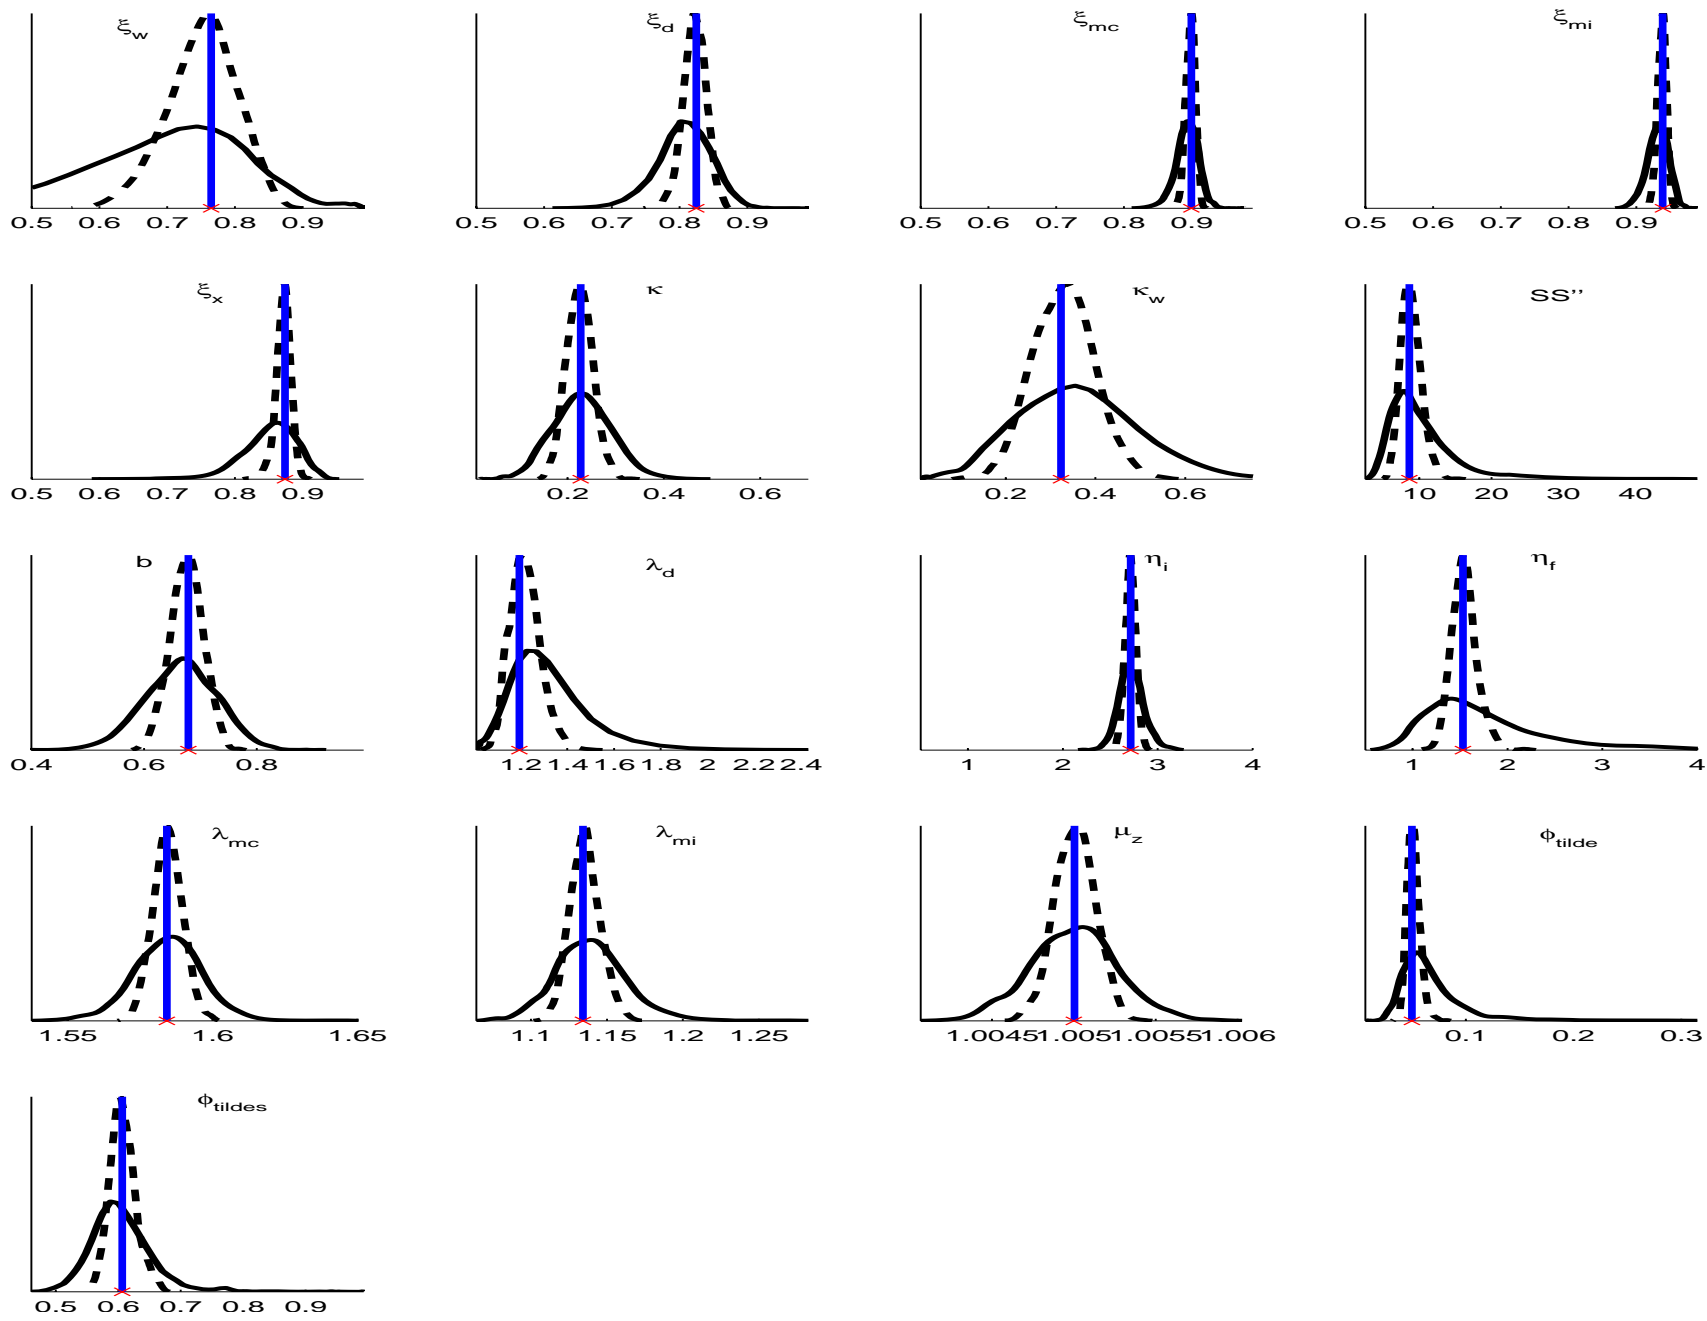 ξw ξd ξmc ξmi
0.5 0.6 0.7 0.8 0.9 0.5 0.6 0.7 0.8 0.9 0.5 0.6 0.7 0.8 0.9 0.5 0.6 0.7 0.8 0.9
ξx κ κw SS''
0.5 0.6 0.7 0.8 0.9 0.2 0.4 0.6 0.2 0.4 0.6 10 20 30 40
b λd ηi ηf
0.4 0.6 0.8 1.2 1.4 1.6 1.8 2 2.2 2.4 1 2 3 4 1 2 3 4
λmc λmi μz ϕtilde
1.55 1.6 1.65 1.1 1.15 1.2 1.25 1.0045 1.005 1.0055 1.006 0.1 0.2 0.3
ϕtildes
0.5 0.6 0.7 0.8 0.9